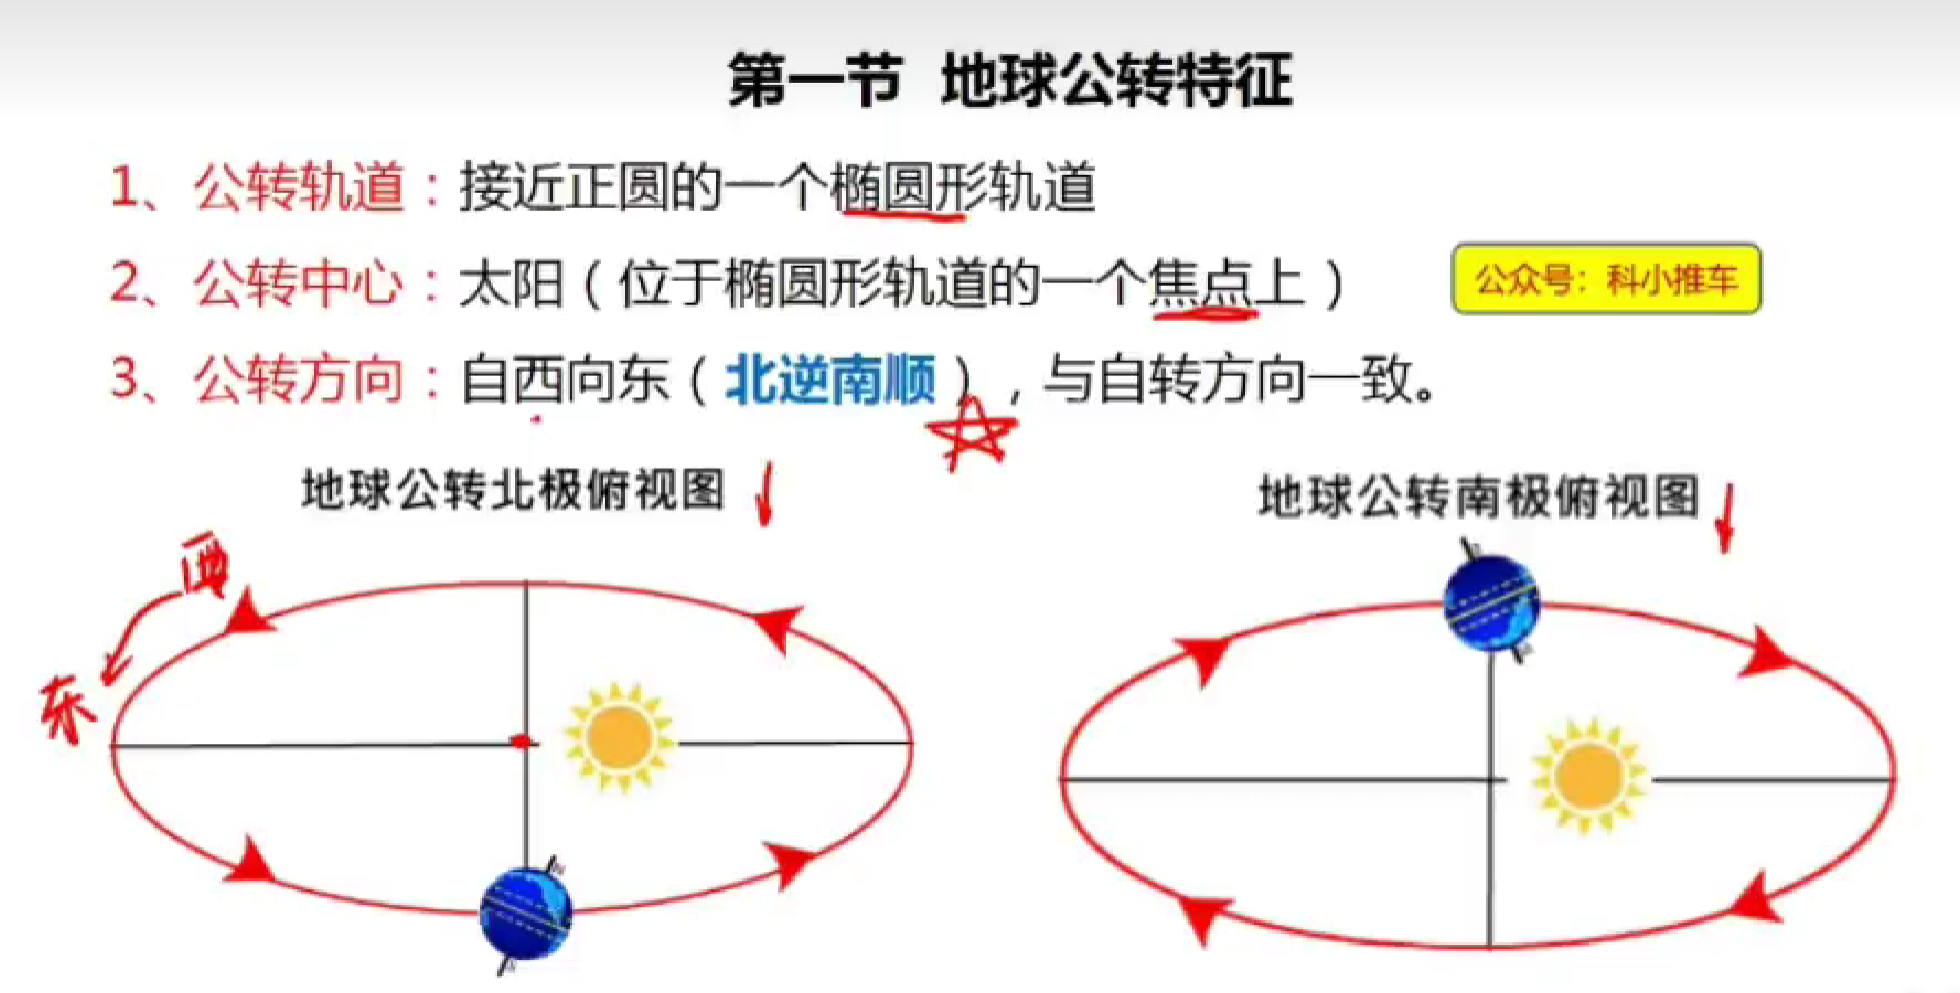 第一节 地球公转特征
1、公转轨道：接近正圆的一个椭圆形轨道
2、公转中心：太阳（位于椭圆形轨道的一个焦点上）
公众号：科小推车
3、公转方向：自西向东（北逆南顺），与自转方向一致。
地球公转北极俯视图
地球公转南极俯视图
西
东